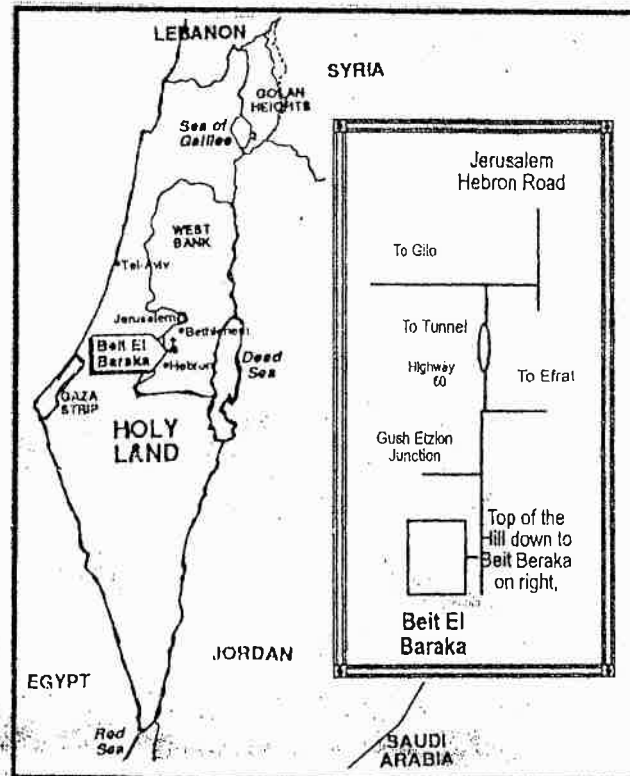 LEBANON
SYRIA
GOLAN
HEIGHTS
Sea of
Galilee
WEST
BANK
Tel-Aviv
Jerusalem
Bethlehem
Beit El
Baraka
Hebron
Dead
Sea
GAZA
STRIP
HOLY
LAND
JORDAN
EGYPT
Red
Sea
SAUDI
ARABIA
Jerusalem
Hebron Road
To Gilo
To Tunnel
Highway
60
To Efrat
Gush Etzion
Junction
Top of the
Hill down to
Beit Beraka
on right,
Beit El
Baraka